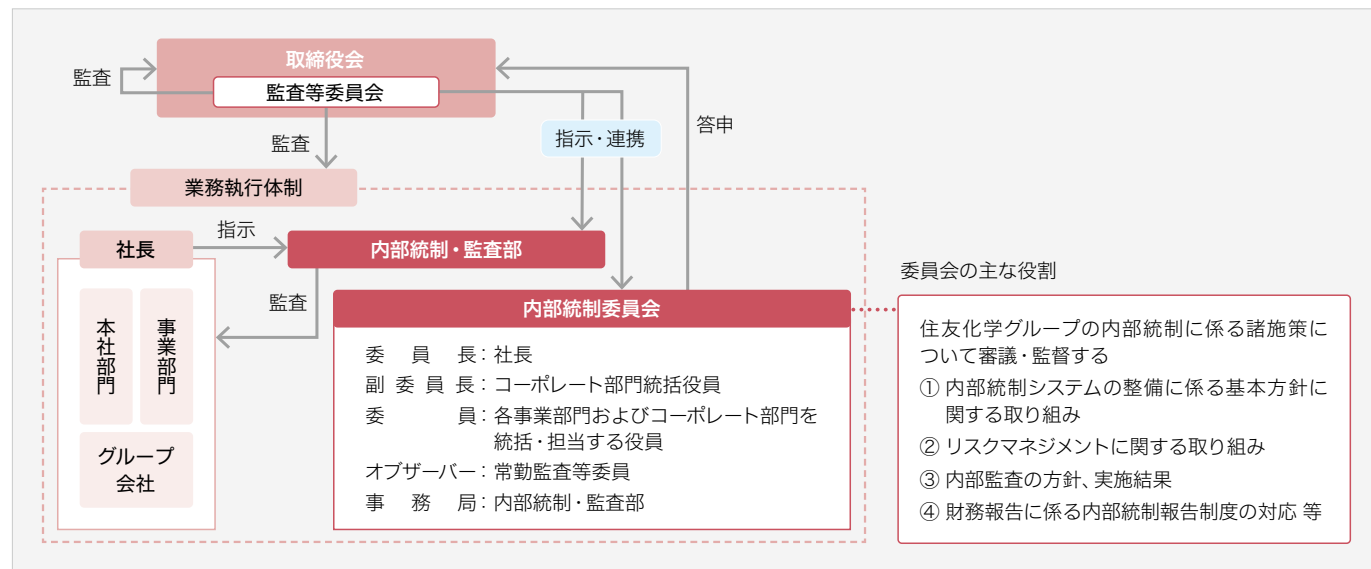 取締役会
監査
監査等委員会
指示・連携
答申
監査
業務執行体制
指示
社長
内部統制・監査部
監査
本社部門
事業部門
グループ
会社
内部統制委員会
委員長：社長
副委員長：コーポレート部門統括役員
委員：各事業部門およびコーポレート部門を
統括・担当する役員
オブザーバー：常勤監査等委員
事務局：内部統制・監査部
委員会の主な役割
住友化学グループの内部統制に係る諸施策に
ついて審議・監督する
① 内部統制システムの整備に係る基本方針に
関する取り組み
② リスクマネジメントに関する取り組み
③ 内部監査の方針、実施結果
④ 財務報告に係る内部統制報告制度の対応 等